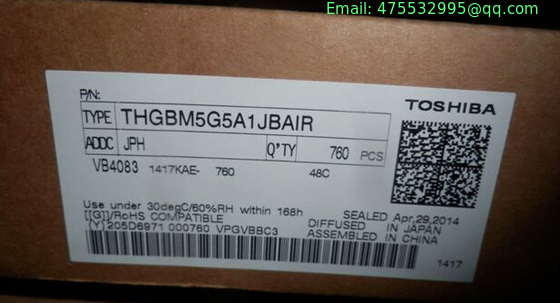 Email: 475532995@qq.com
P/N:
TOSHIBA
TYPE THGBM5G5A1JBAIR
ADDC JPH Q'TY 760 PCS
VB4083 1417KAE- 760 48C
Use under 30degC/60%RH within 168h
SEALED Apr,29,2014
[[G]]/RoHS COMPATIBLE
DIFFUSED IN JAPAN
(Y) 205D6971 000760 VPGVBBC3
ASSEMBLED IN CHINA
1417